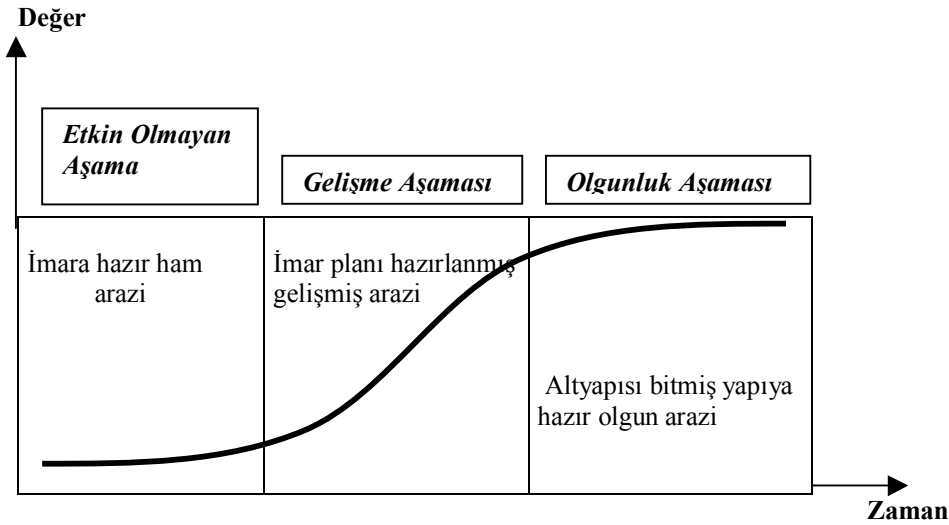 Değer
Etkin Olmayan
Aşama
Gelişme Aşaması
Olgunluk Aşaması
İmara hazır ham
arazi
İmar planı hazırlanmış
gelişmiş arazi
Altyapısı bitmiş yapıya
hazır olgun arazi
Zaman